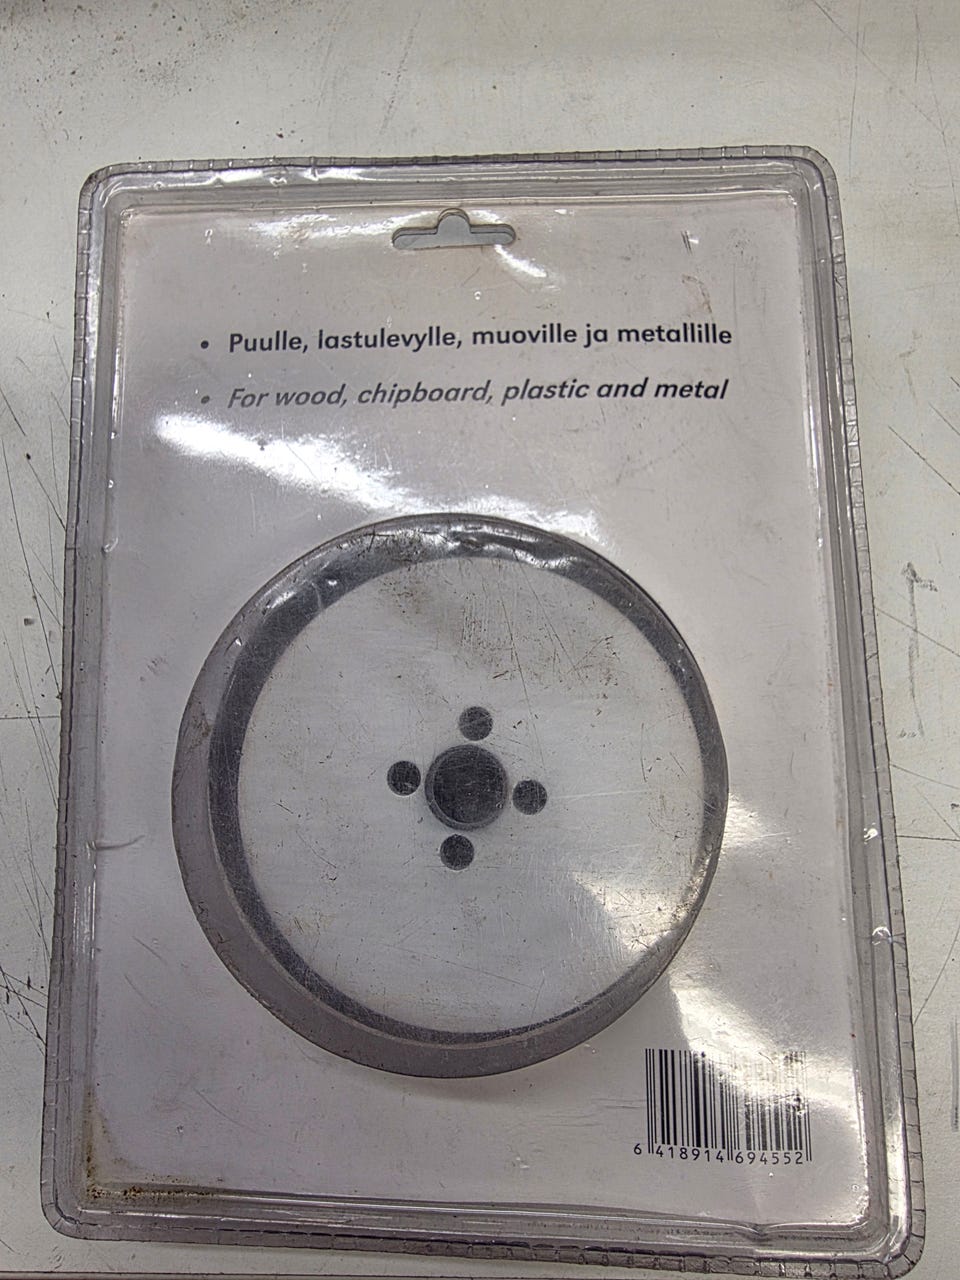 • Puulle, lastulevylle, muoville ja metallille
• For wood, chipboard, plastic and metal
6 418914 694552